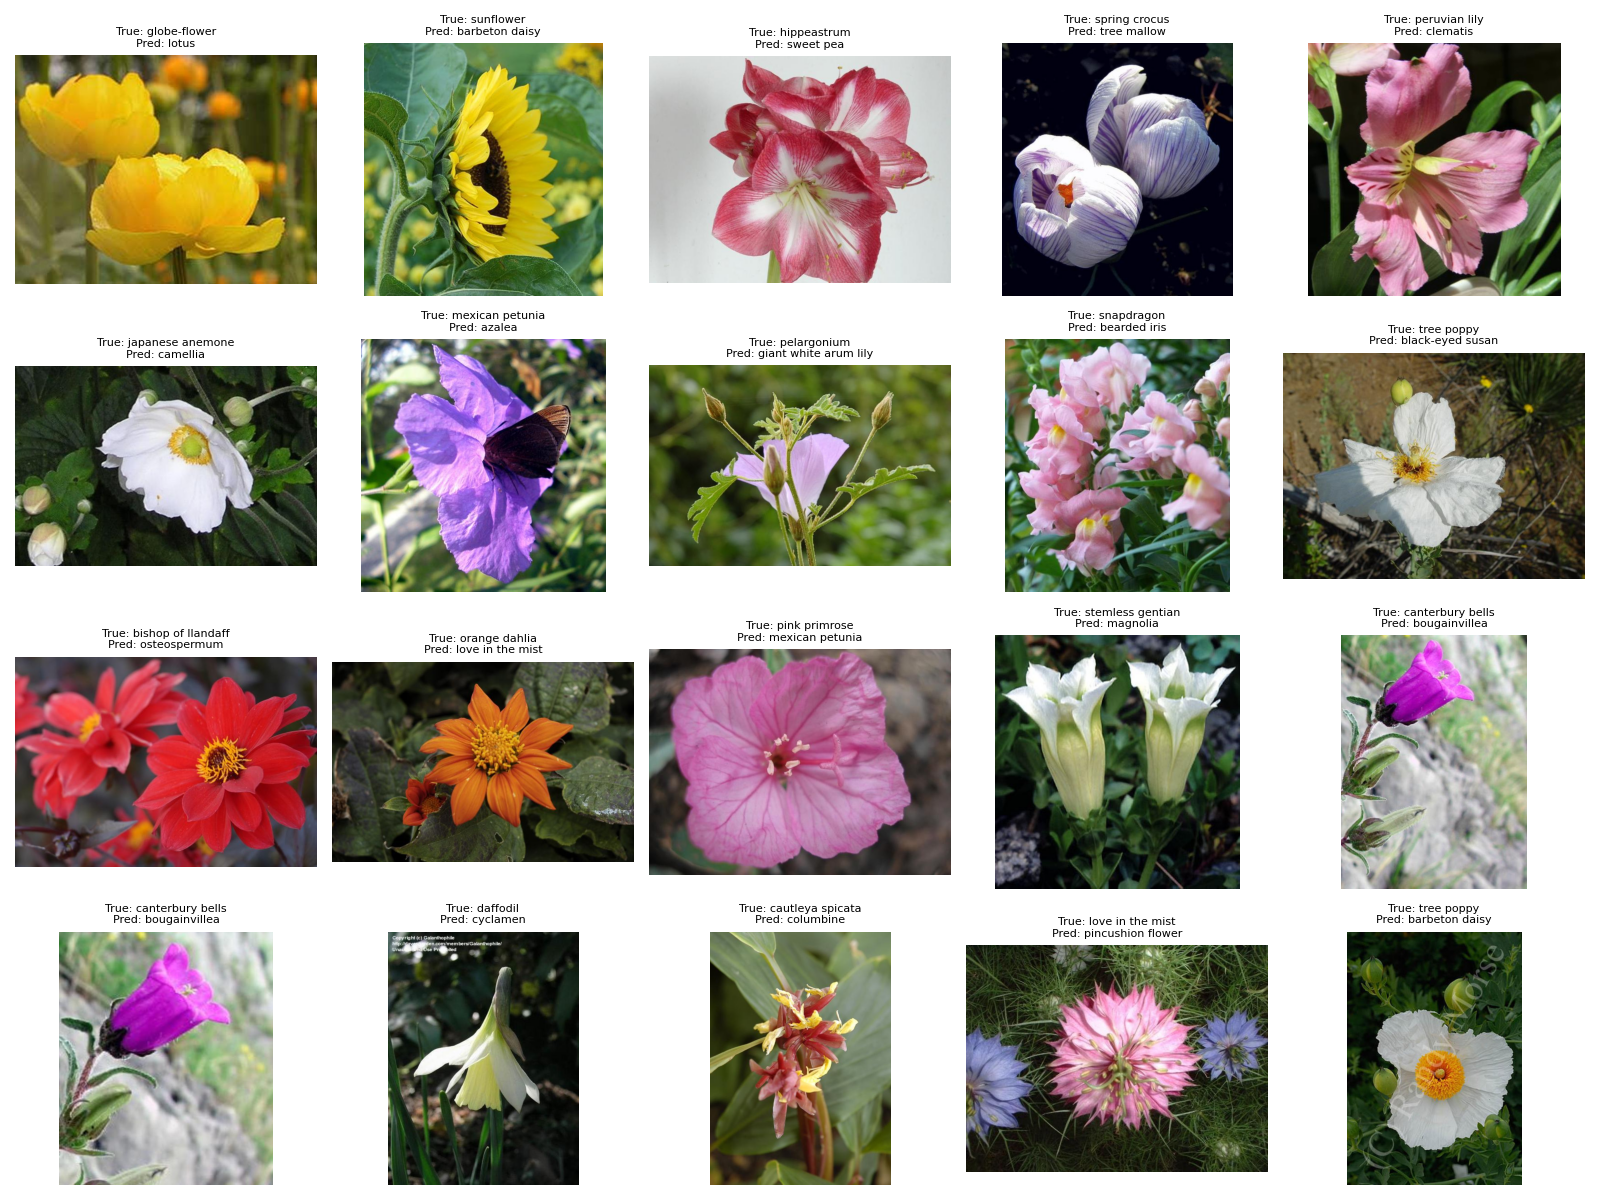 True: globe-flower
Pred: lotus
True: sunflower
Pred: barbeton daisy
True: hippeastrum
Pred: sweet pea
True: spring crocus
Pred: tree mallow
True: peruvian lily
Pred: clematis
True: japanese anemone
Pred: camellia
True: mexican petunia
Pred: azalea
True: pelargonium
Pred: giant white arum lily
True: snapdragon
Pred: bearded iris
True: tree poppy
Pred: black-eyed susan
True: bishop of llandaff
Pred: osteospermum
True: orange dahlia
Pred: love in the mist
True: pink primrose
Pred: mexican petunia
True: stemless gentian
Pred: magnolia
True: canterbury bells
Pred: bougainvillea
True: canterbury bells
Pred: bougainvillea
True: daffodil
Pred: cyclamen
Copyright (c) Galanthophile
True: cautleya spicata
Pred: columbine
True: love in the mist
Pred: pincushion flower
True: tree poppy
Pred: barbeton daisy